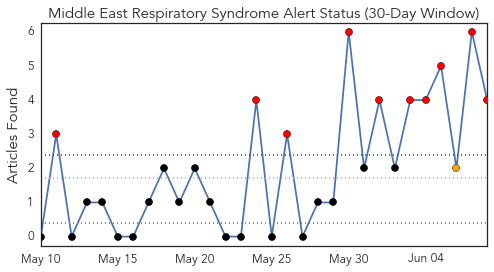 Middle East Respiratory Syndrome Alert Status (30-Day Window)
Articles Found
6
5
4
3
2
1
0
May 10
May 15
May 20
May 25
May 30
Jun 04